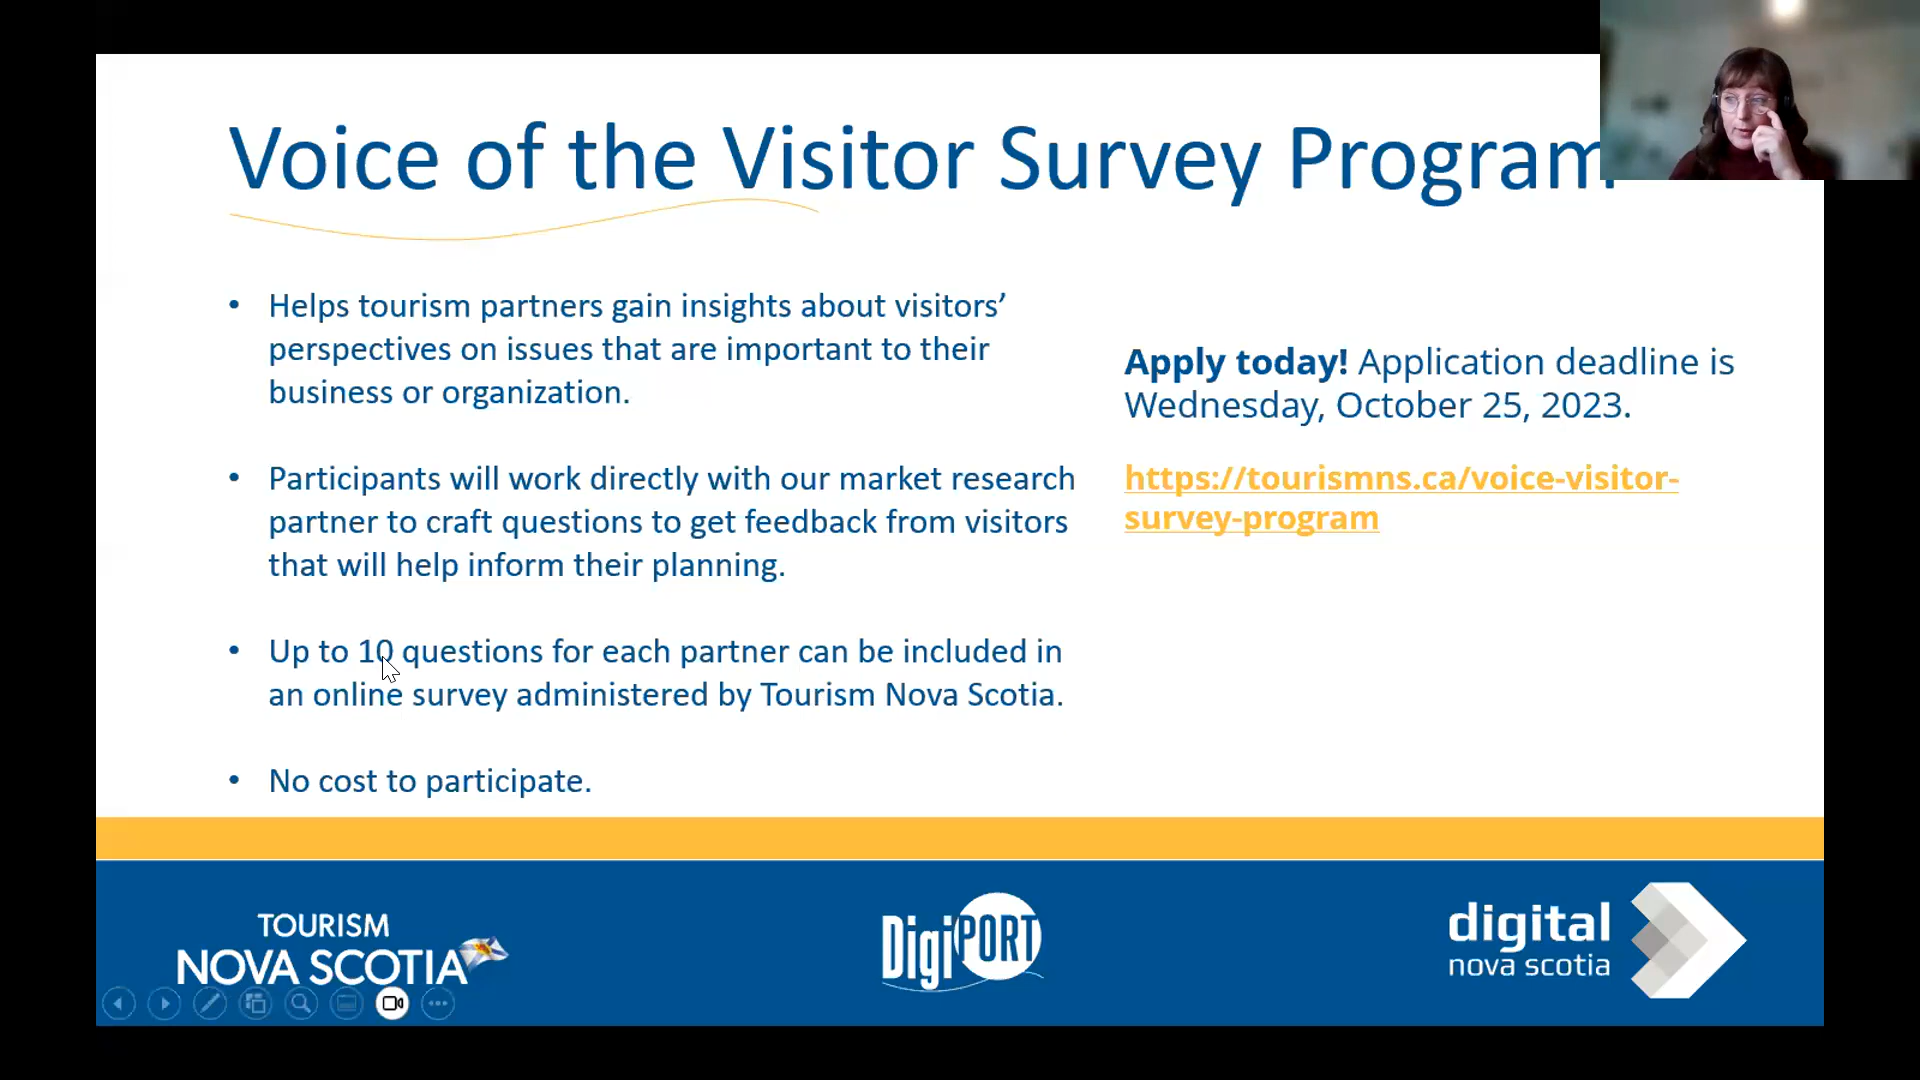 Voice of the Visitor Survey Program
• Helps tourism partners gain insights about visitors’
perspectives on issues that are important to their
business or organization.
• Participants will work directly with our market research
partner to craft questions to get feedback from visitors
that will help inform their planning.
• Up to 10 questions for each partner can be included in
an online survey administered by Tourism Nova Scotia.
• No cost to participate.
Apply today! Application deadline is
Wednesday, October 25, 2023.
https://tourismns.ca/voice-visitor-
survey-program
TOURISM
NOVA SCOTIA
DigiPORT
digital
nova scotia